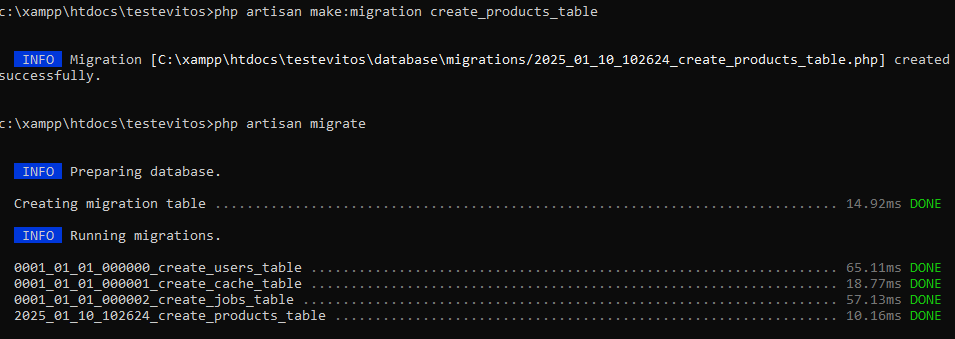 c:\xampp\htdocs\testevitos>php artisan make:migration create_products_table
INFO Migration [C:\xampp\htdocs\testevitos\database\migrations/2025_01_10_102624_create_products_table.php] created
successfully.
c:\xampp\htdocs\testevitos>php artisan migrate
INFO Preparing database.
Creating migration table .............................................................................. 14.92ms DONE
INFO Running migrations.
0001_01_01_000000_create_users_table .................................................................. 65.11ms DONE
0001_01_01_000001_create_cache_table .................................................................. 18.77ms DONE
0001_01_01_000002_create_jobs_table ................................................................... 57.13ms DONE
2025_01_10_102624_create_products_table ............................................................... 10.16ms DONE